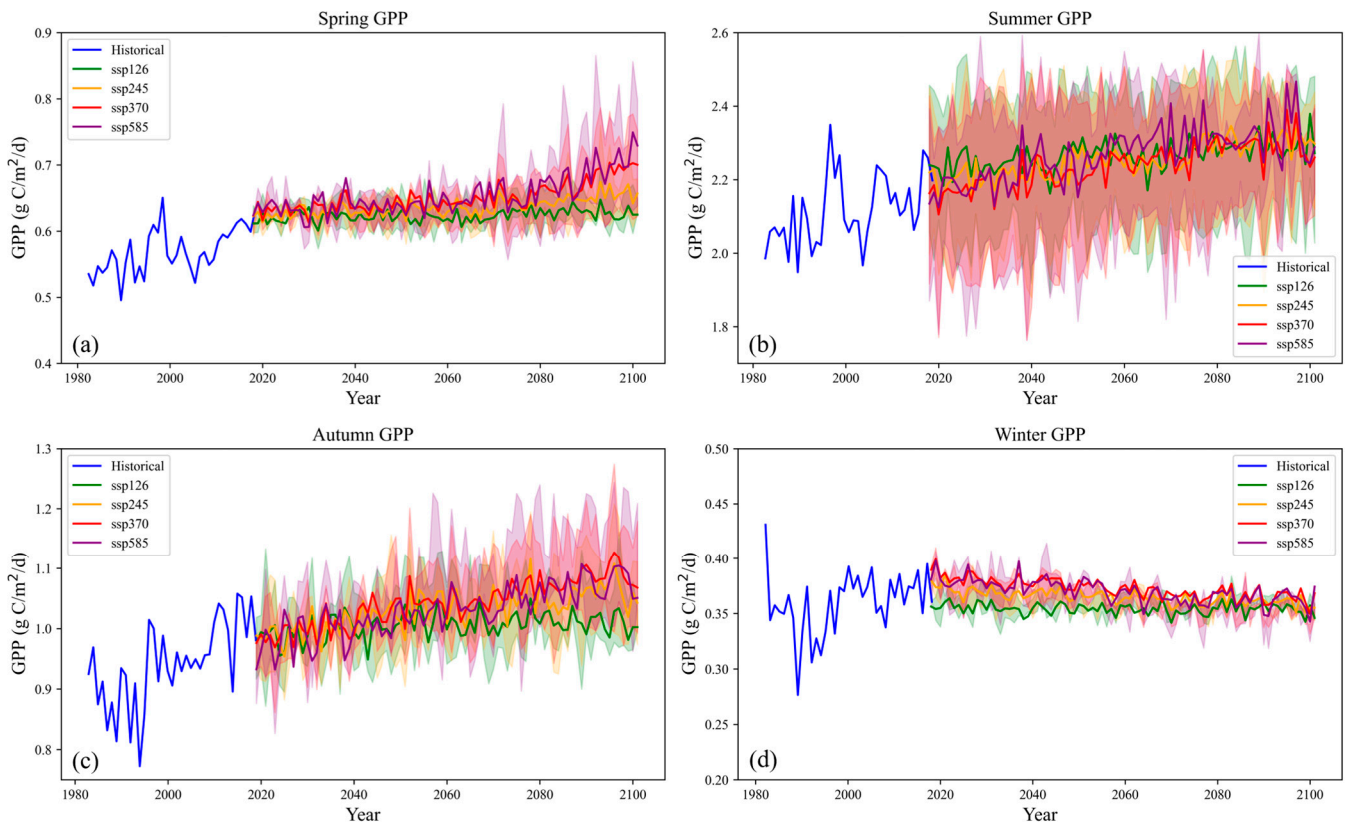 Spring GPP
0.9
0.8
0.7
0.6
0.5
0.4
GPP (g C/m²/d)
Historical
ssp126
ssp245
ssp370
ssp585
(a)
1980 2000 2020 2040 2060 2080 2100
Year
Summer GPP
2.6
2.4
2.2
2.0
1.8
GPP (g C/m²/d)
Historical
ssp126
ssp245
ssp370
ssp585
(b)
1980 2000 2020 2040 2060 2080 2100
Year
Autumn GPP
1.3
1.2
1.1
1.0
0.9
0.8
GPP (g C/m²/d)
Historical
ssp126
ssp245
ssp370
ssp585
(c)
1980 2000 2020 2040 2060 2080 2100
Year
Winter GPP
0.50
0.45
0.40
0.35
0.30
0.25
0.20
GPP (g C/m²/d)
Historical
ssp126
ssp245
ssp370
ssp585
(d)
1980 2000 2020 2040 2060 2080 2100
Year